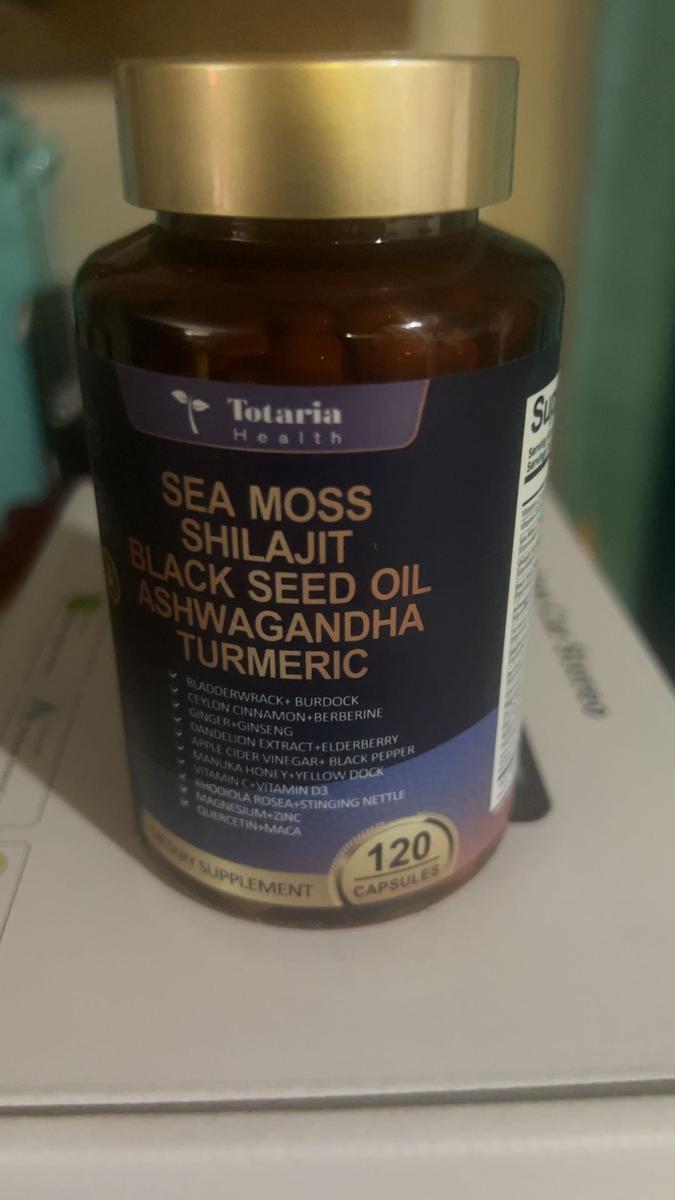 Totaria
Health
SEA MOSS
SHILAJIT
BLACK SEED OIL
ASHWAGANDHA
TURMERIC
BLADDERWRACK+ BURDOCK
CEYLON CINNAMON+BERBERINE
GINGER+GINSENG
DANDELION EXTRACT+ELDERBERRY
APPLE CIDER VINEGAR+ BLACK PEPPER
MANUKA HONEY+YELLOW DOCK
VITAMIN C+VITAMIN D3
RHODIOLA ROSEA+STINGING NETTLE
MAGNESIUM+ZINC
QUERCETIN+MACA
SUPPLEMENT
120
CAPSULES
Car Stereo